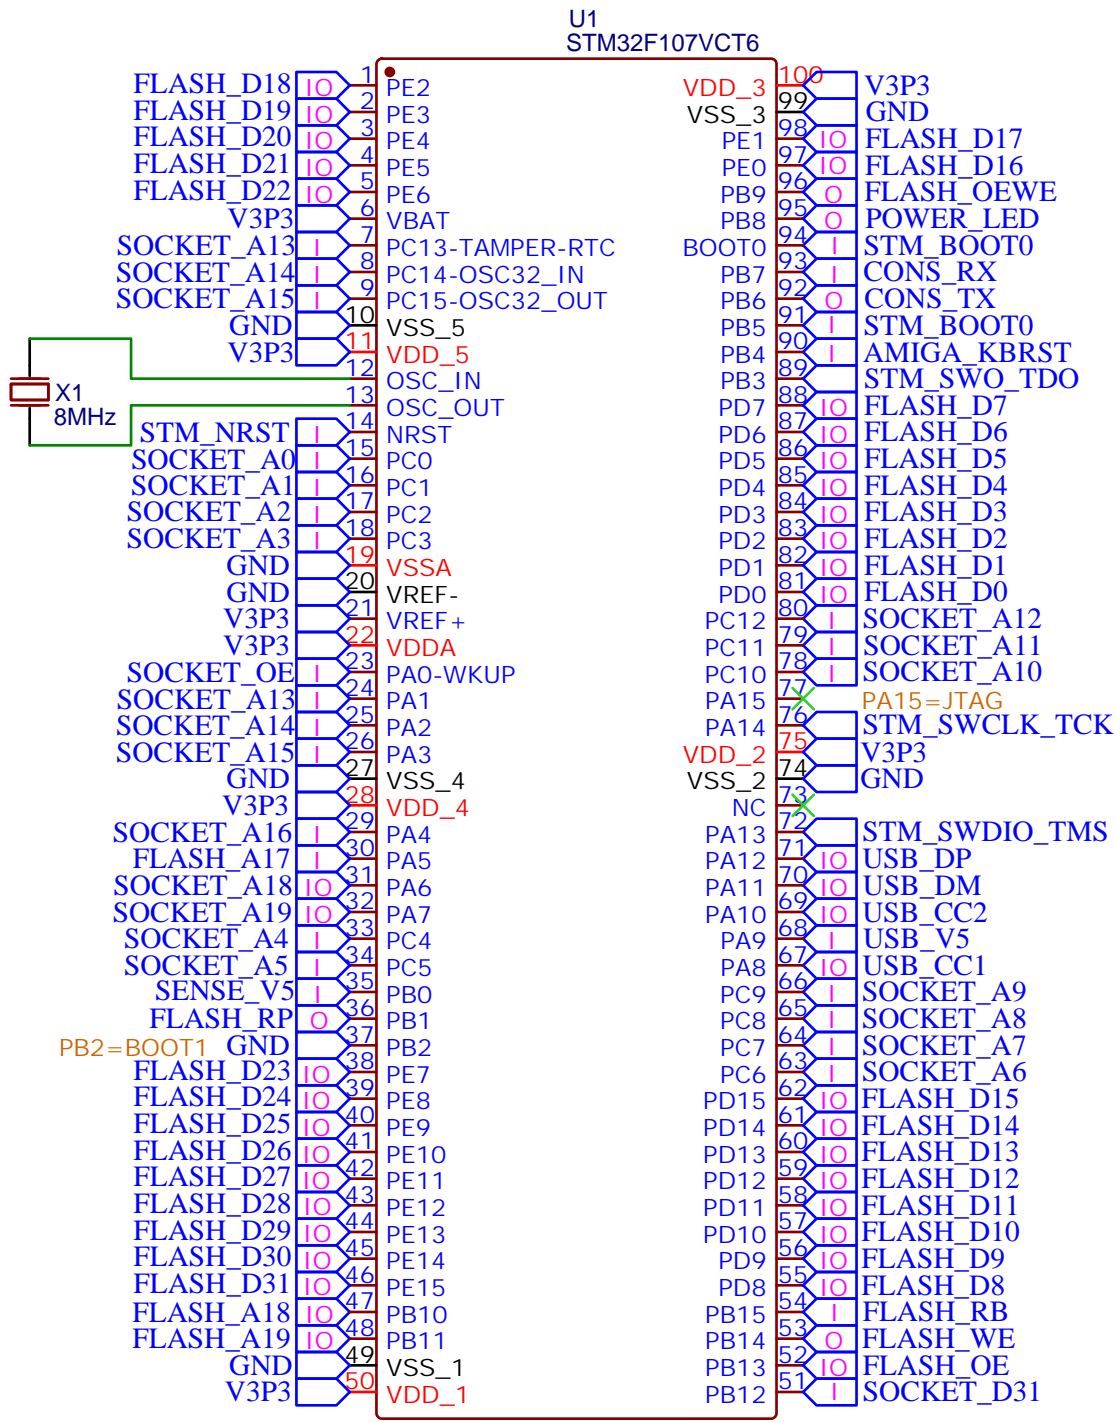 U1
STM32F107VCT6
FLASH_D18 IO 1 PE2 VDD_3 100 V3P3
FLASH_D19 IO 2 PE3 VSS_3 99 GND
FLASH_D20 IO 3 PE4 PE1 98 IO FLASH_D17
FLASH_D21 IO 4 PE5 PE0 97 IO FLASH_D16
FLASH_D22 IO 5 PE6 PB9 96 O FLASH_OEWE
V3P3 6 VBAT PB8 95 O POWER_LED
SOCKET_A13 I 7 PC13-TAMPER-RTC BOOT0 94 I STM_BOOT0
SOCKET_A14 I 8 PC14-OSC32_IN PB7 93 I CONS_RX
SOCKET_A15 I 9 PC15-OSC32_OUT PB6 92 O CONS_TX
GND 10 VSS_5 PB5 91 I STM_BOOT0
V3P3 11 VDD_5 PB4 90 I AMIGA_KBRST
12 OSC_IN PB3 89 STM_SWO_TDO
X1
8MHz
13 OSC_OUT PD7 88 IO FLASH_D7
STM_NRST I 14 NRST PD6 87 IO FLASH_D6
SOCKET_A0 I 15 PC0 PD5 86 IO FLASH_D5
SOCKET_A1 I 16 PC1 PD4 85 IO FLASH_D4
SOCKET_A2 I 17 PC2 PD3 84 IO FLASH_D3
SOCKET_A3 I 18 PC3 PD2 83 IO FLASH_D2
GND 19 VSSA PD1 82 IO FLASH_D1
GND 20 VREF- PD0 81 IO FLASH_D0
V3P3 21 VREF+ PC12 80 I SOCKET_A12
V3P3 22 VDDA PC11 79 I SOCKET_A11
SOCKET_OE I 23 PA0-WKUP PC10 78 I SOCKET_A10
SOCKET_A13 I 24 PA1 PA15 77 PA15=JTAG
SOCKET_A14 I 25 PA2 PA14 76 STM_SWCLK_TCK
SOCKET_A15 I 26 PA3 VDD_2 75 V3P3
GND 27 VSS_4 VSS_2 74 GND
V3P3 28 VDD_4 NC 73
SOCKET_A16 I 29 PA4 PA13 72 STM_SWDIO_TMS
FLASH_A17 I 30 PA5 PA12 71 IO USB_DP
SOCKET_A18 IO 31 PA6 PA11 70 IO USB_DM
SOCKET_A19 IO 32 PA7 PA10 69 IO USB_CC2
SOCKET_A4 I 33 PC4 PA9 68 I USB_V5
SOCKET_A5 I 34 PC5 PA8 67 IO USB_CC1
SENSE_V5 I 35 PB0 PC9 66 I SOCKET_A9
FLASH_RP O 36 PB1 PC8 65 I SOCKET_A8
PB2=BOOT1 GND 37 PB2 PC7 64 I SOCKET_A7
FLASH_D23 IO 38 PE7 PC6 63 I SOCKET_A6
FLASH_D24 IO 39 PE8 PD15 62 IO FLASH_D15
FLASH_D25 IO 40 PE9 PD14 61 IO FLASH_D14
FLASH_D26 IO 41 PE10 PD13 60 IO FLASH_D13
FLASH_D27 IO 42 PE11 PD12 59 IO FLASH_D12
FLASH_D28 IO 43 PE12 PD11 58 IO FLASH_D11
FLASH_D29 IO 44 PE13 PD10 57 IO FLASH_D10
FLASH_D30 IO 45 PE14 PD9 56 IO FLASH_D9
FLASH_D31 IO 46 PE15 PD8 55 IO FLASH_D8
FLASH_A18 IO 47 PB10 PB15 54 I FLASH_RB
FLASH_A19 IO 48 PB11 PB14 53 O FLASH_WE
GND 49 VSS_1 PB13 52 IO FLASH_OE
V3P3 50 VDD_1 PB12 51 I SOCKET_D31